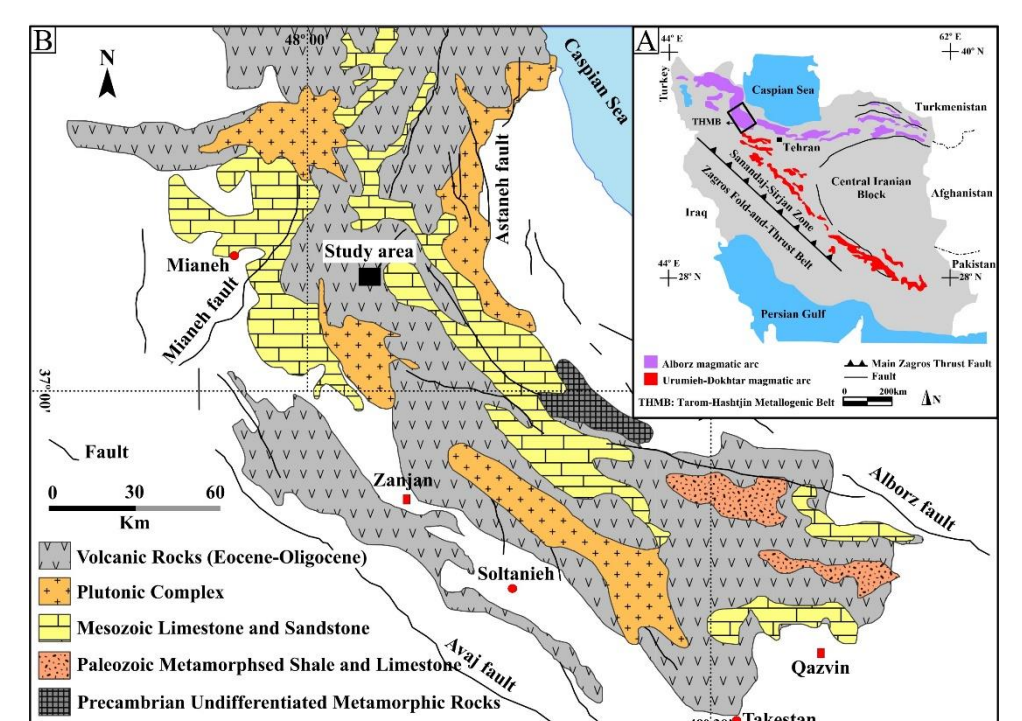 B
48° 00'
N
Caspian Sea
Astaneh fault
Study area
Mianeh
Mianeh fault
37° 00'
Fault
0 30 60
Km
Zanjan
Soltanieh
Alborz fault
Avaj fault
Qazvin
Takestan
Volcanic Rocks (Eocene-Oligocene)
Plutonic Complex
Mesozoic Limestone and Sandstone
Paleozoic Metamorphsed Shale and Limestone
Precambrian Undifferentiated Metamorphic Rocks
A
44° E
62° E
40° N
Turkey
Caspian Sea
Turkmenistan
THMB
Tehran
Sanandaj-Sirjan Zone
Central Iranian
Block
Afghanistan
Zagros Fold-and-Thrust Belt
Iraq
Pakistan
44° E
28° N
28° N
Persian Gulf
Alborz magmatic arc
Main Zagros Thrust Fault
Urumieh-Dokhtar magmatic arc
Fault
THMB: Tarom-Hashtjin Metallogenic Belt
0 200km
N